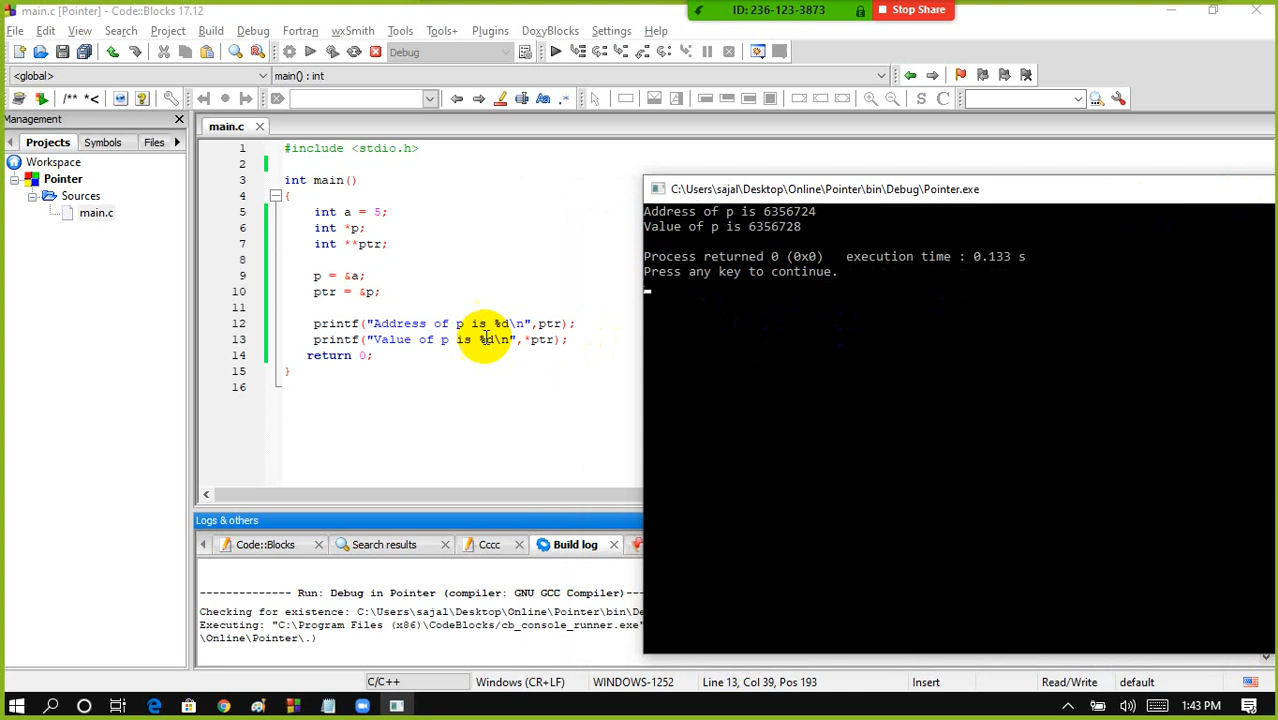 main.c [Pointer] - Code::Blocks 17.12
ID: 236-123-3873
Stop Share
File Edit View Search Project Build Debug Fortran wxSmith Tools Tools+ Plugins DoxyBlocks Settings Help
Debug
<global>
main() : int
/** *<
S C
Management
Projects Symbols Files
Workspace
Pointer
Sources
main.c
main.c
1 #include <stdio.h>
2
3 int main()
4 {
5 int a = 5;
6 int *p;
7 int **ptr;
8
9 p = &a;
10 ptr = &p;
11
12 printf("Address of p is %d\n",ptr);
13 printf("Value of p is %d\n",*ptr);
14 return 0;
15 }
16
C:\Users\sajal\Desktop\Online\Pointer\bin\Debug\Pointer.exe
Address of p is 6356724
Value of p is 6356728
Process returned 0 (0x0) execution time : 0.133 s
Press any key to continue.
Logs & others
Code::Blocks Search results Cccc Build log
-------------- Run: Debug in Pointer (compiler: GNU GCC Compiler)---
Checking for existence: C:\Users\sajal\Desktop\Online\Pointer\bin\De
Executing: "C:\Program Files (x86)\CodeBlocks/cb_console_runner.exe"
\Online\Pointer\.)
C/C++ Windows (CR+LF) WINDOWS-1252 Line 13, Col 39, Pos 193 Insert Read/Write default
1:43 PM